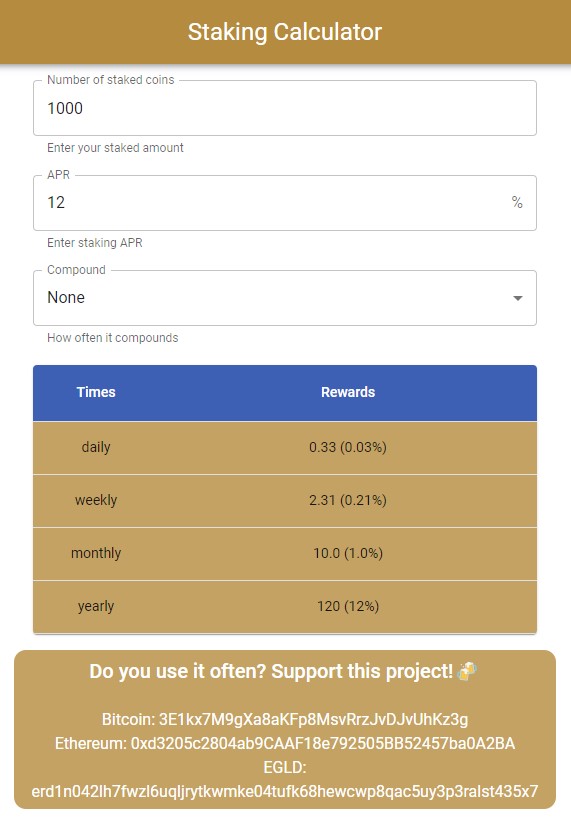 Staking Calculator
Number of staked coins
1000
Enter your staked amount
APR
12 %
Enter staking APR
Compound
None
How often it compounds
Times Rewards
daily 0.33 (0.03%)
weekly 2.31 (0.21%)
monthly 10.0 (1.0%)
yearly 120 (12%)
Do you use it often? Support this project! 🍻
Bitcoin: 3E1kx7M9gXa8aKFp8MsvRrzJvDJvUhKz3g
Ethereum: 0xd3205c2804ab9CAAF18e792505BB52457ba0A2BA
EGLD:
erd1n042lh7fwzl6uqljrytkwmke04tufk68hewcwp8qac5uy3p3ralst435x7